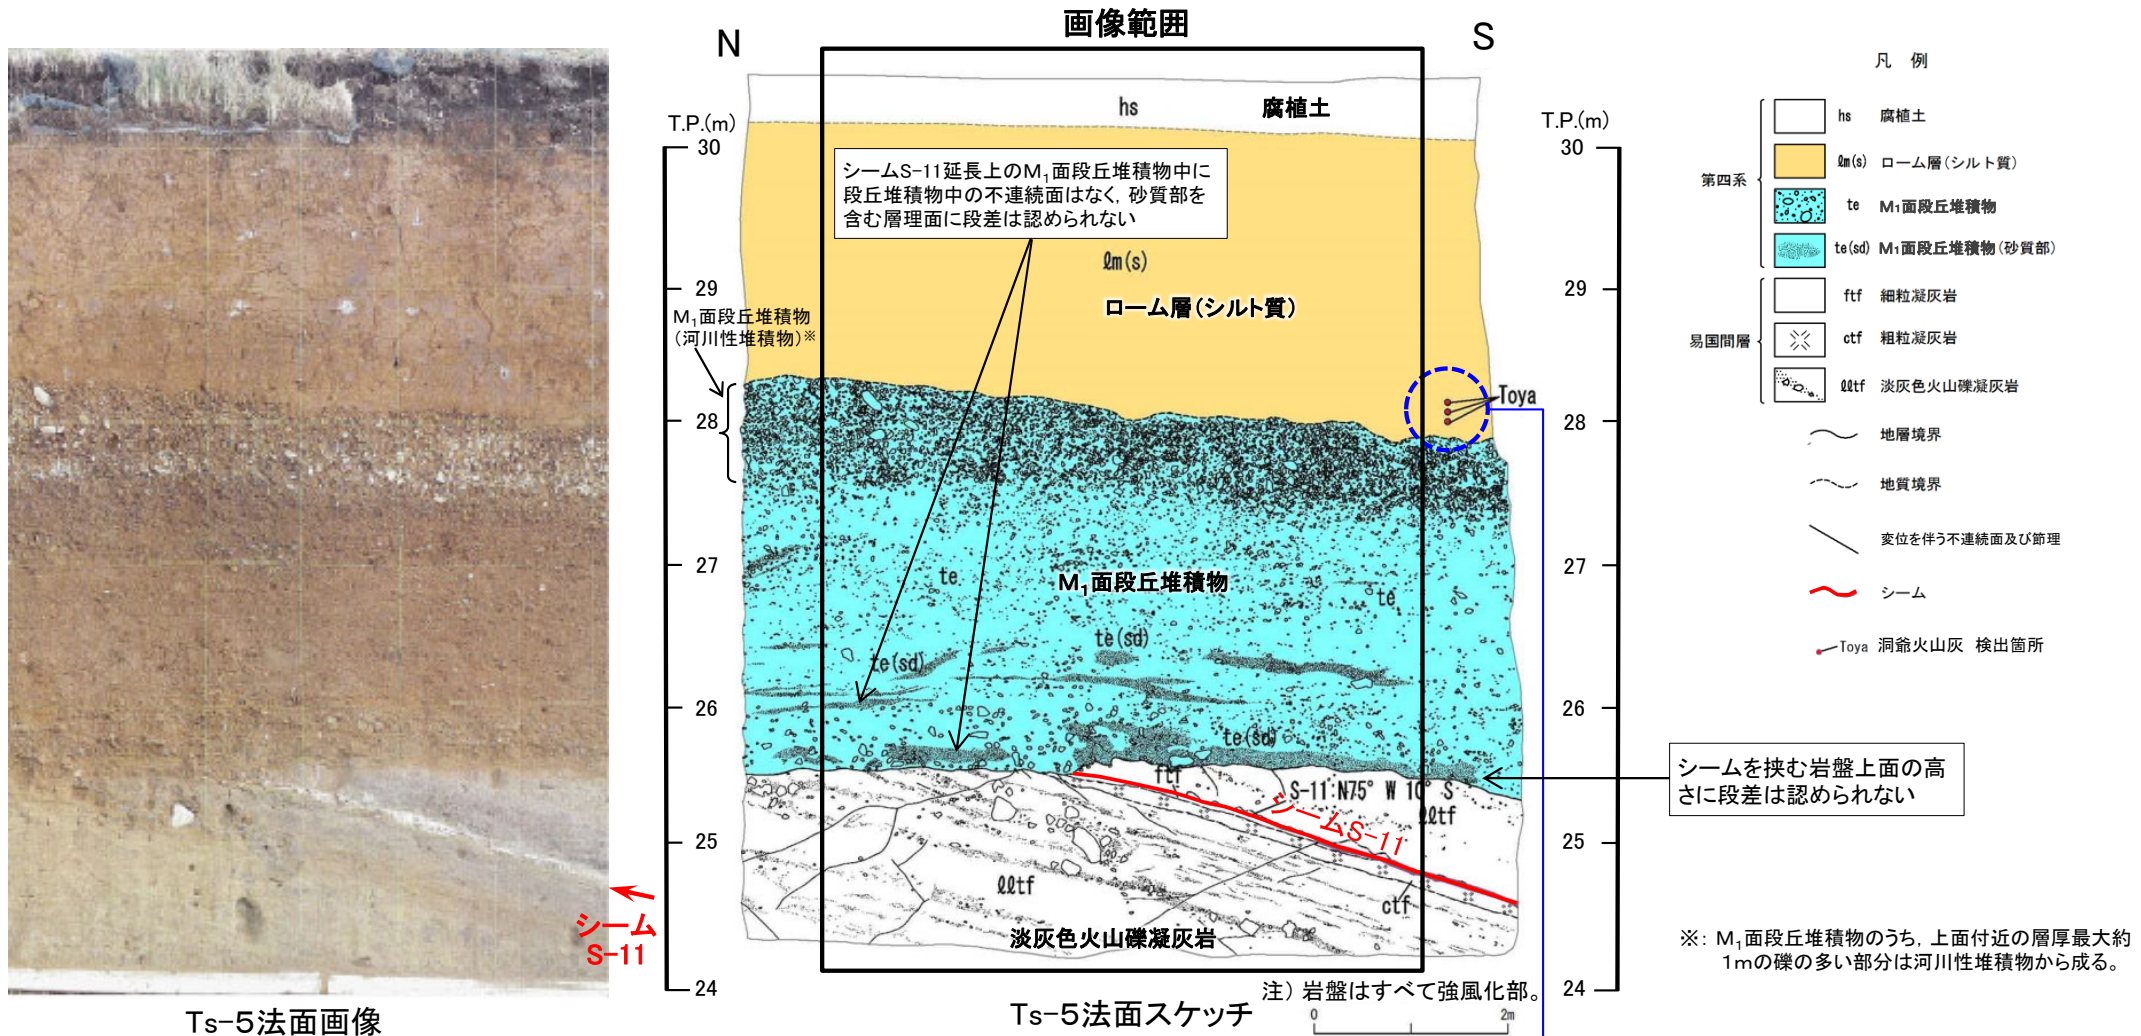 画像範囲
N
S
T.P.(m)
30
29
28
27
26
25
24
T.P.(m)
30
29
28
27
26
25
24
hs
腐植土
シームS-11延長上のM₁面段丘堆積物中に
段丘堆積物中の不連続面はなく, 砂質部を
含む層理面に段差は認められない
ℓm(s)
ローム層(シルト質)
M₁面段丘堆積物
(河川性堆積物)※
Toya
te
M₁面段丘堆積物
te
te(sd)
te(sd)
te(sd)
ftf
S-11:N75° W 10° S
ℓℓtf
シームS-11
ℓℓtf
ctf
淡灰色火山礫凝灰岩
シーム
S-11
シームを挟む岩盤上面の高
さに段差は認められない
注) 岩盤はすべて強風化部。
0
2m
Ts-5法面画像
Ts-5法面スケッチ
凡 例
第四系
hs 腐植土
ℓm(s) ローム層(シルト質)
te M₁面段丘堆積物
te(sd) M₁面段丘堆積物(砂質部)
易国間層
ftf 細粒凝灰岩
ctf 粗粒凝灰岩
ℓℓtf 淡灰色火山礫凝灰岩
地層境界
地質境界
変位を伴う不連続面及び節理
シーム
Toya 洞爺火山灰 検出箇所
※: M₁面段丘堆積物のうち, 上面付近の層厚最大約
1mの礫の多い部分は河川性堆積物から成る。